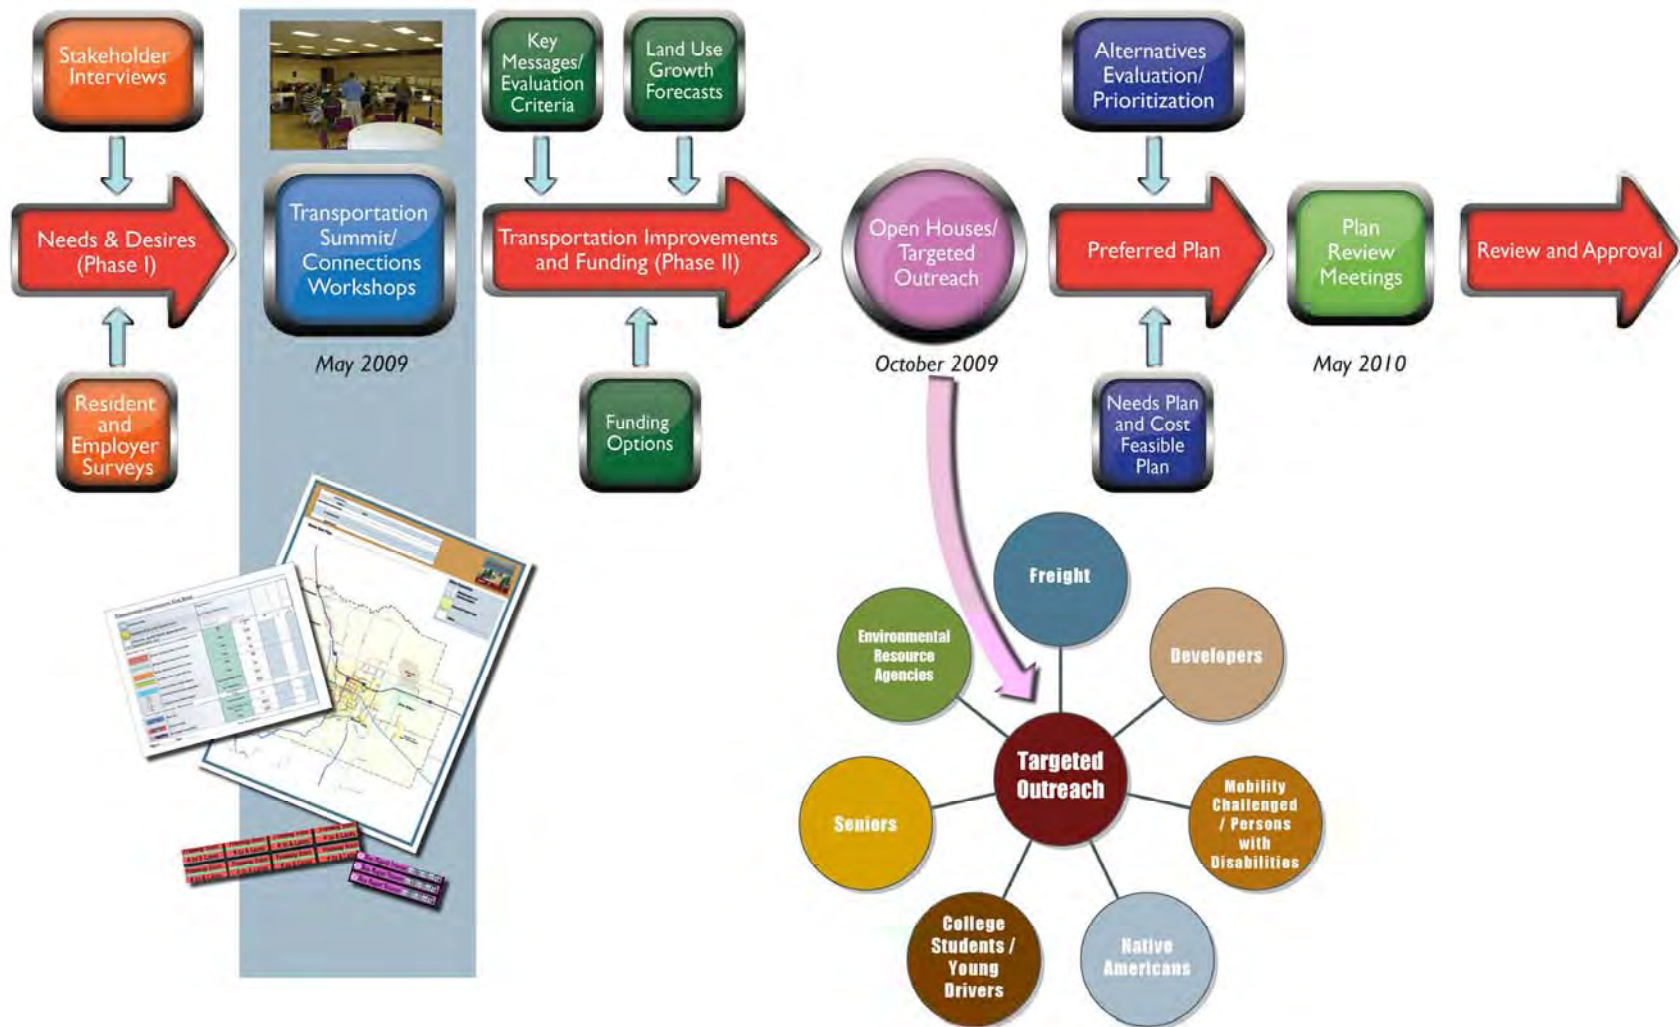 Stakeholder
Interviews
Key
Messages/
Evaluation
Criteria
Land Use
Growth
Forecasts
Alternatives
Evaluation/
Prioritization
Needs & Desires
(Phase I)
Transportation
Summit/
Connections
Workshops
Transportation Improvements
and Funding (Phase II)
Open Houses/
Targeted
Outreach
Preferred Plan
Plan
Review
Meetings
Review and Approval
May 2009
October 2009
May 2010
Resident
and
Employer
Surveys
Funding
Options
Needs Plan
and Cost
Feasible
Plan
Freight
Environmental
Resource
Agencies
Developers
Targeted
Outreach
Seniors
Mobility
Challenged
/ Persons
with
Disabilities
College
Students /
Young
Drivers
Native
Americans